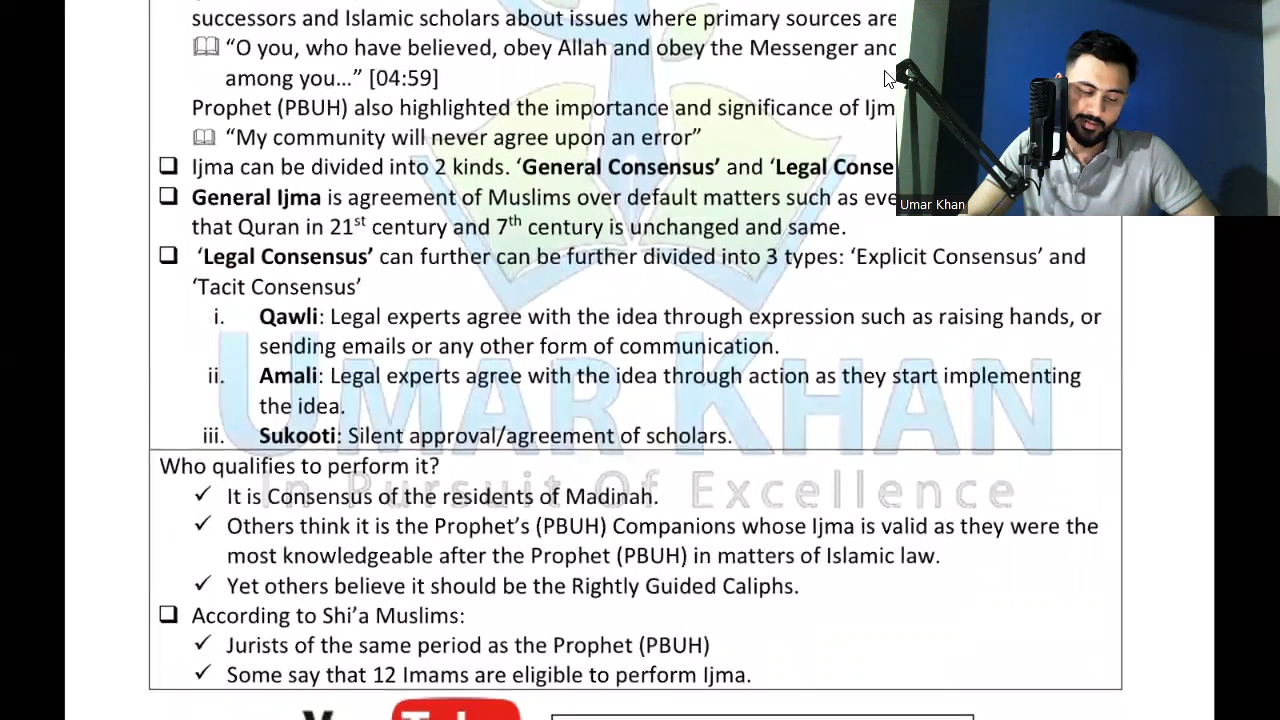 successors and Islamic scholars about issues where primary sources are
“O you, who have believed, obey Allah and obey the Messenger and
among you…” [04:59]
Prophet (PBUH) also highlighted the importance and significance of Ijm
“My community will never agree upon an error”
Ijma can be divided into 2 kinds. ‘General Consensus’ and ‘Legal Conse
General Ijma is agreement of Muslims over default matters such as eve
that Quran in 21st century and 7th century is unchanged and same.
‘Legal Consensus’ can further can be further divided into 3 types: ‘Explicit Consensus’ and
‘Tacit Consensus’
i. Qawli: Legal experts agree with the idea through expression such as raising hands, or
sending emails or any other form of communication.
ii. Amali: Legal experts agree with the idea through action as they start implementing
the idea.
iii. Sukooti: Silent approval/agreement of scholars.
Who qualifies to perform it?
✓ It is Consensus of the residents of Madinah.
✓ Others think it is the Prophet’s (PBUH) Companions whose Ijma is valid as they were the
most knowledgeable after the Prophet (PBUH) in matters of Islamic law.
✓ Yet others believe it should be the Rightly Guided Caliphs.
According to Shi’a Muslims:
✓ Jurists of the same period as the Prophet (PBUH)
✓ Some say that 12 Imams are eligible to perform Ijma.
Umar Khan
UMAR KHAN
In Pursuit Of Excellence